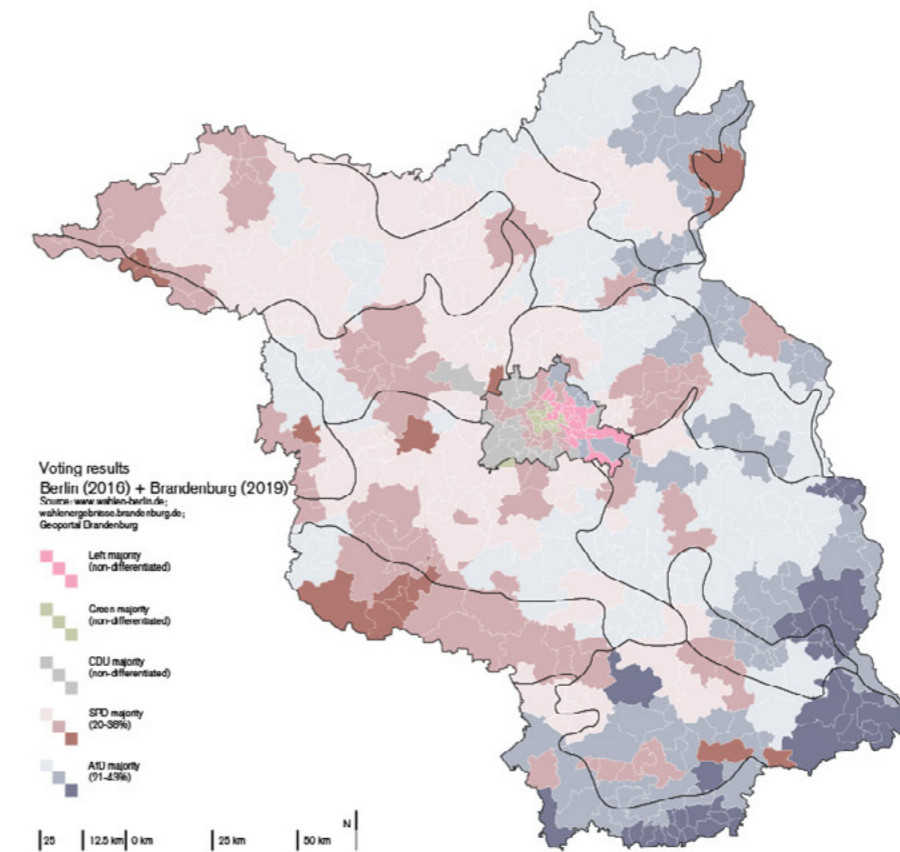 Voting results
Berlin (2016) + Brandenburg (2019)
Source: www.wahlen-berlin.de;
wahlenergebnisse.brandenburg.de;
Geoportal Brandenburg
Left majority
(non-differentiated)
Green majority
(non-differentiated)
CDU majority
(non-differentiated)
SPD majority
(20-38%)
AfD majority
(21-43%)
N
25 12.5 km 0 km 25 km 50 km